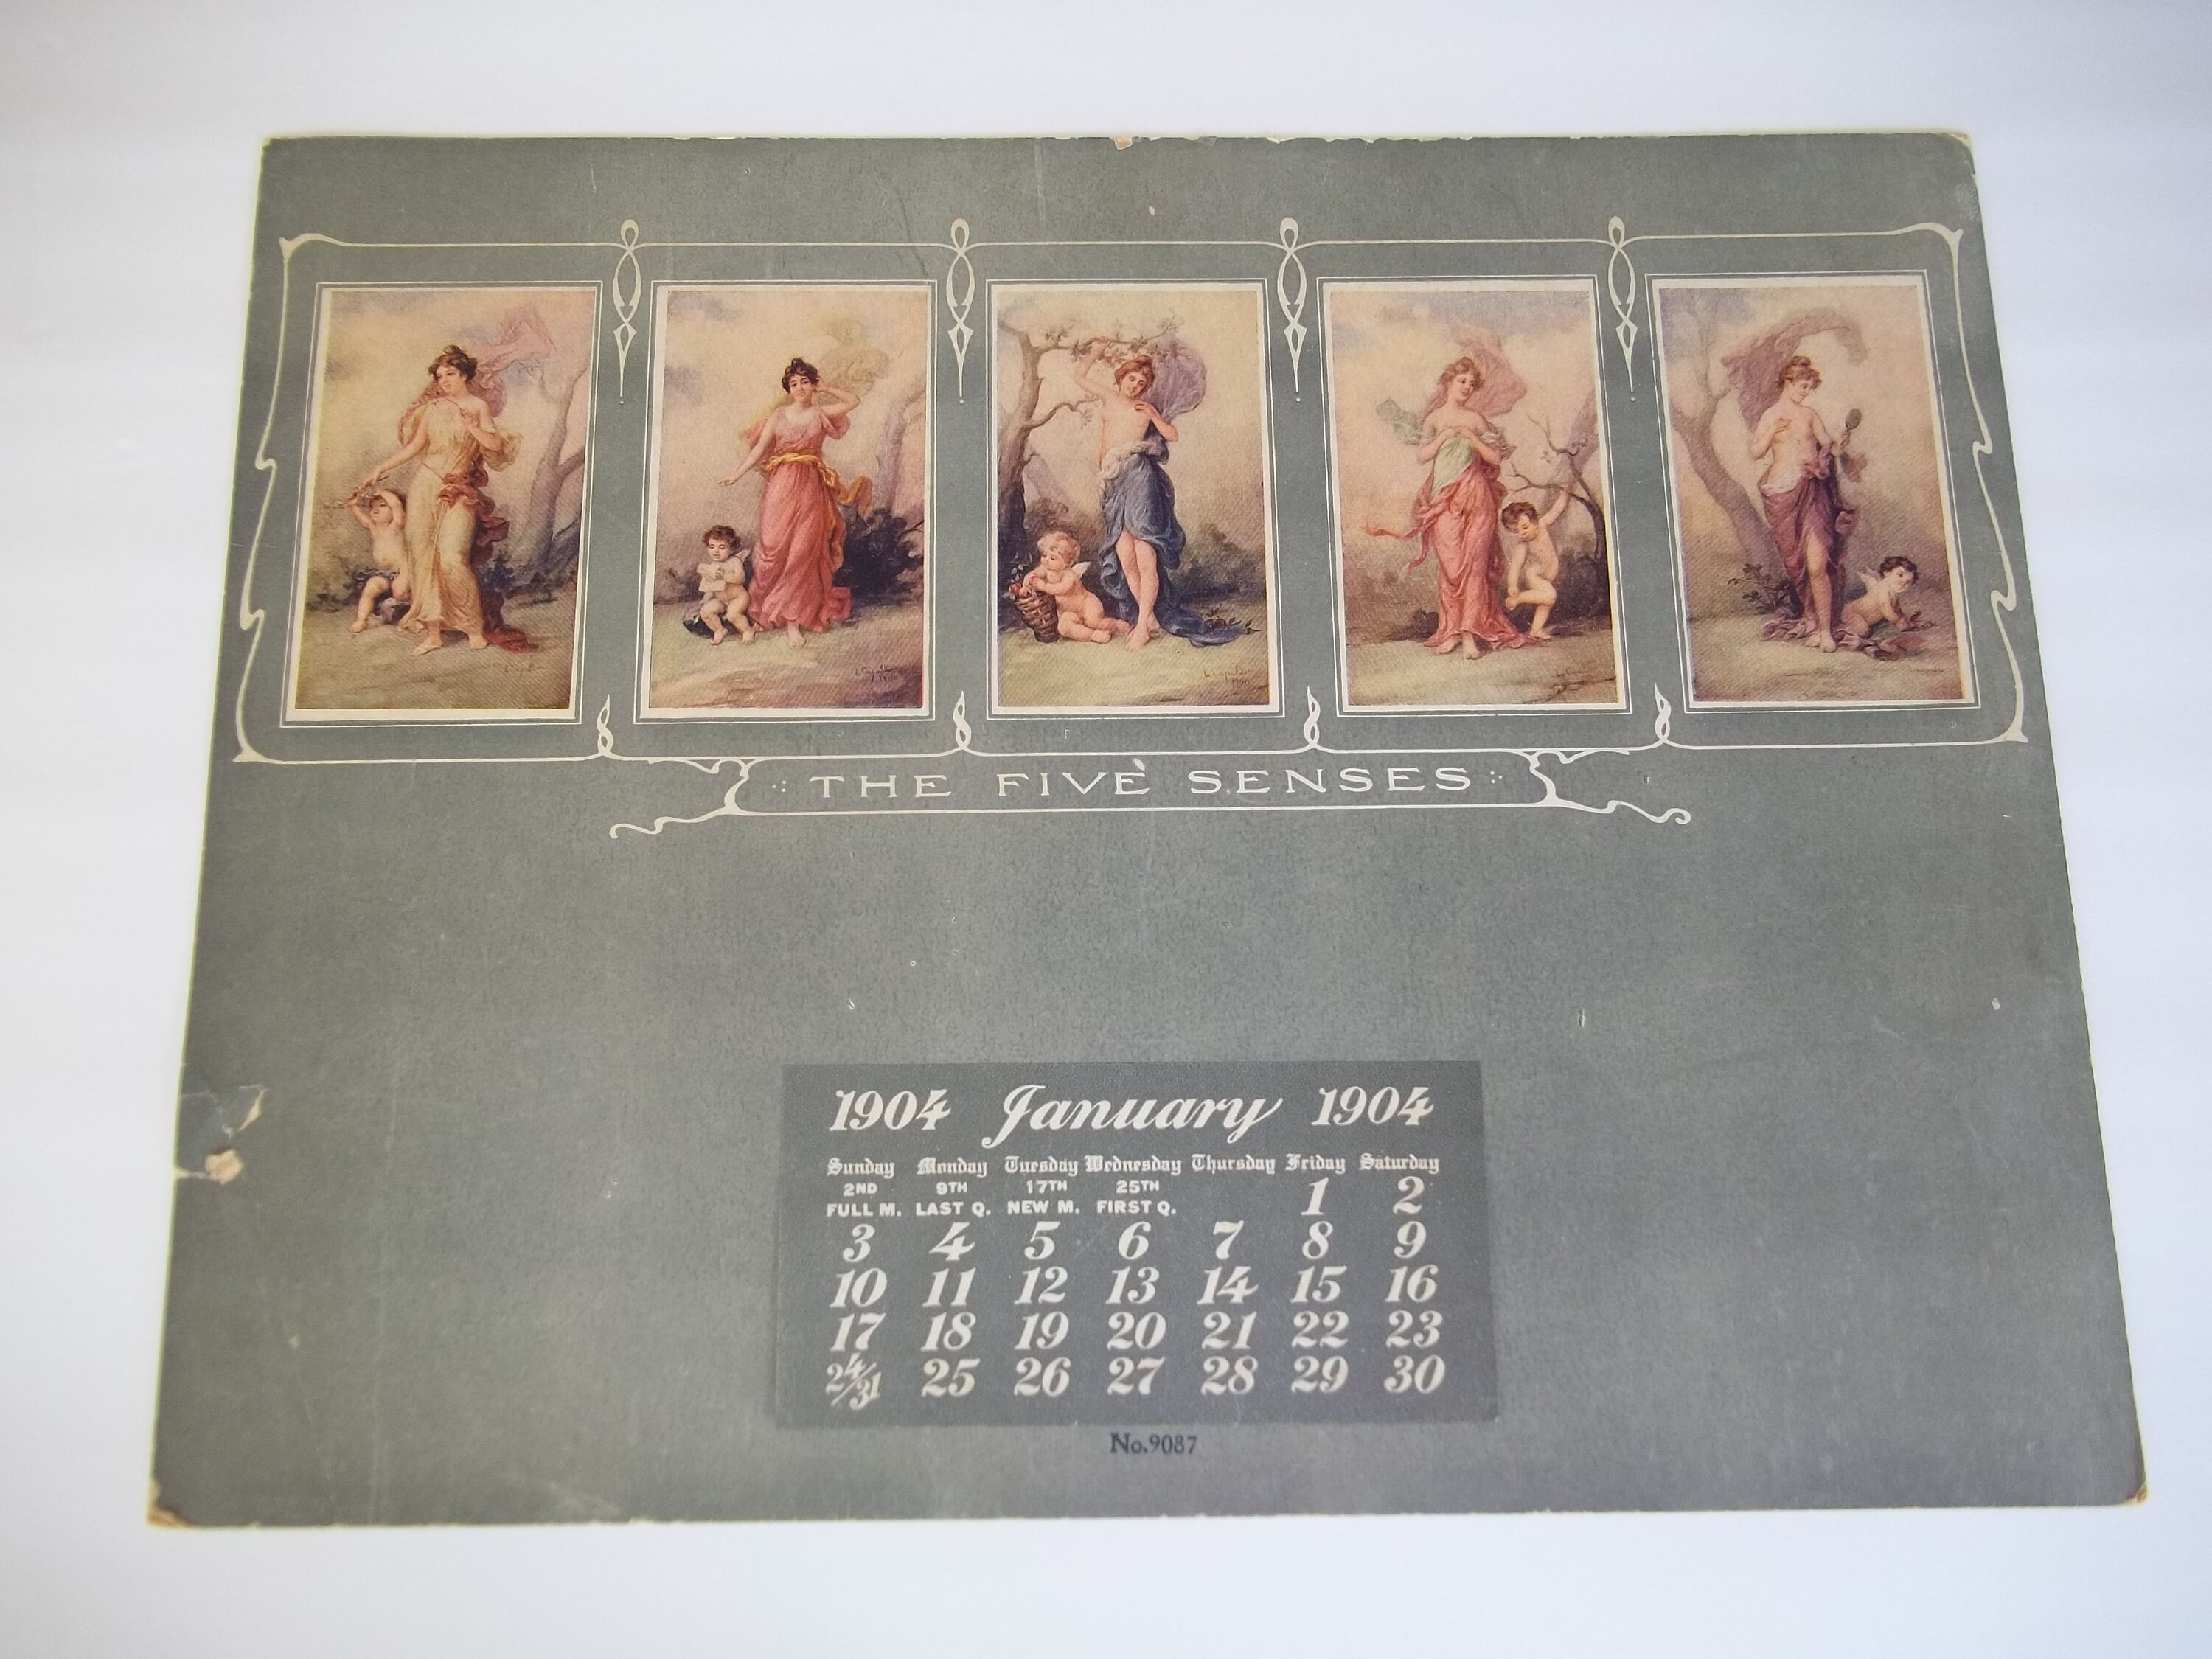 THE FIVE SENSES
1904 January 1904
Sunday Monday Tuesday Wednesday Thursday Friday Saturday
2ND 9TH 17TH 25TH
FULL M. LAST Q. NEW M. FIRST Q. 1 2
3 4 5 6 7 8 9
10 11 12 13 14 15 16
17 18 19 20 21 22 23
24/31 25 26 27 28 29 30
No.9087